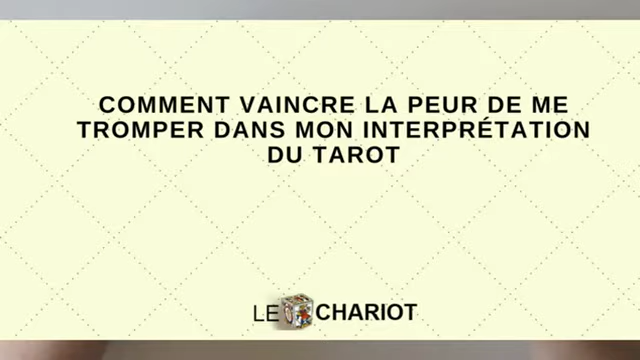 COMMENT VAINCRE LA PEUR DE ME
TROMPER DANS MON INTERPRÉTATION
DU TAROT
LE CHARIOT